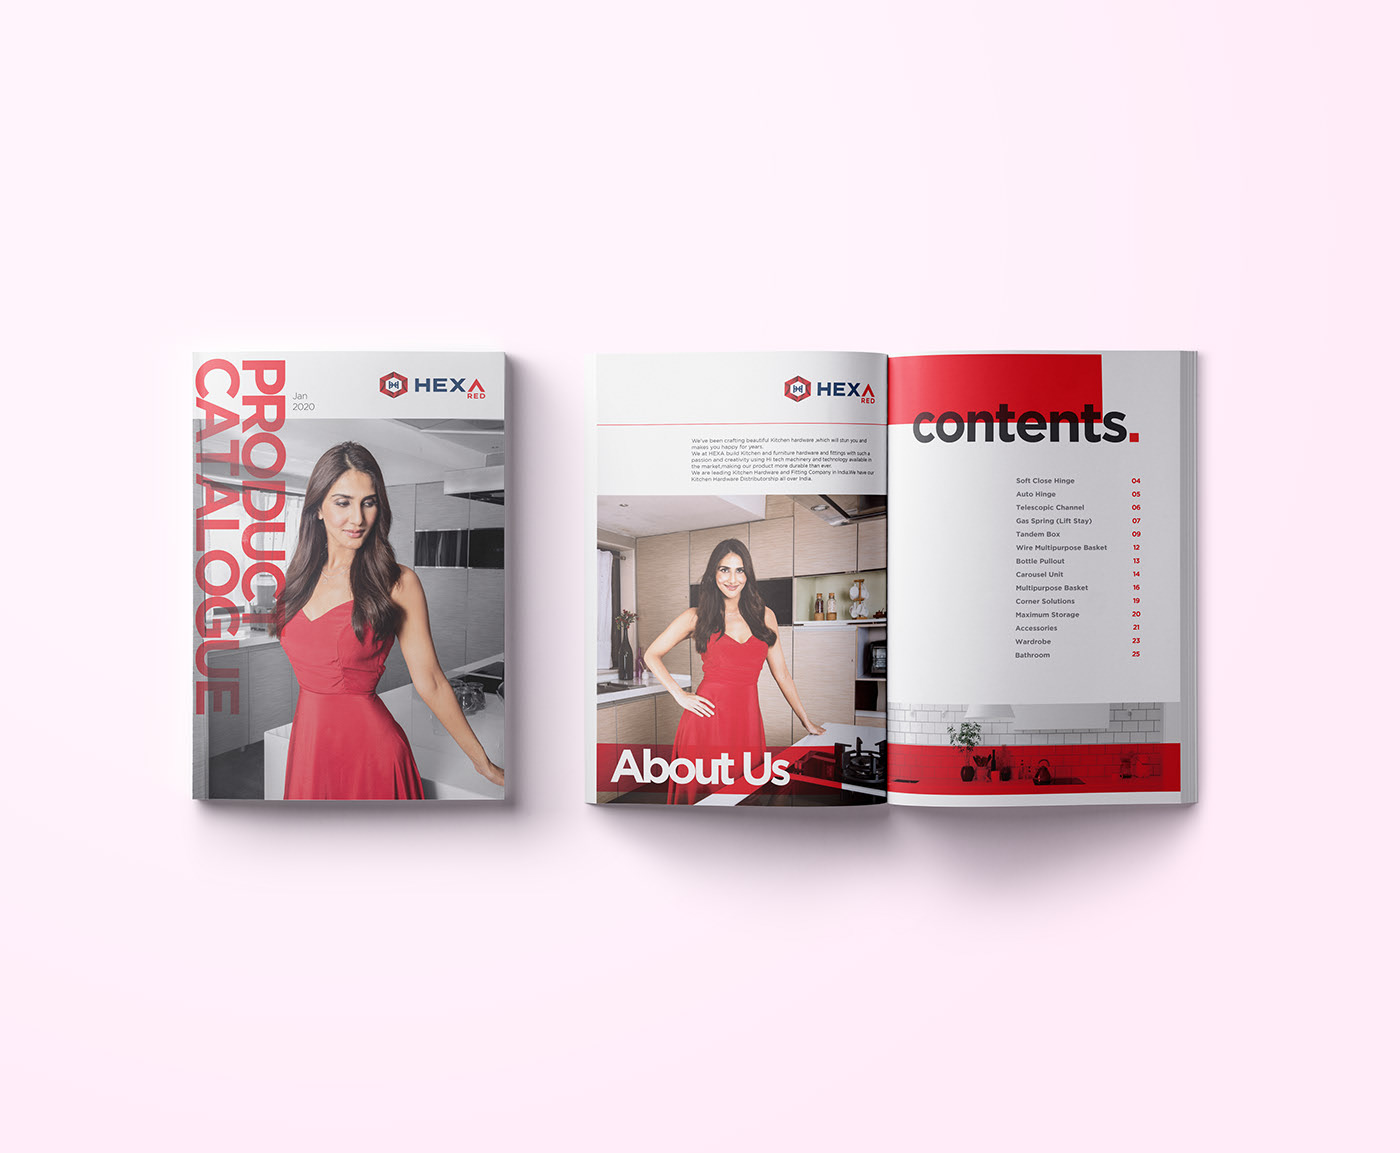 PRODUCT
CATALOGUE
Jan
2020
HEXA
RED
HEXA
RED
We've been crafting beautiful Kitchen hardware ,which will stun you and
makes you happy for years.
We at HEXA build Kitchen and furniture hardware and fittings with such a
passion and creativity using Hi tech machinery and technology available in
the market,making our product more durable than ever.
We are leading Kitchen Hardware and Fitting Company in India.We have our
Kitchen Hardware Distributorship all over India.
About Us
contents.
Soft Close Hinge 04
Auto Hinge 05
Telescopic Channel 06
Gas Spring (Lift Stay) 07
Tandem Box 09
Wire Multipurpose Basket 12
Bottle Pullout 13
Carousel Unit 14
Multipurpose Basket 16
Corner Solutions 19
Maximum Storage 20
Accessories 21
Wardrobe 23
Bathroom 25